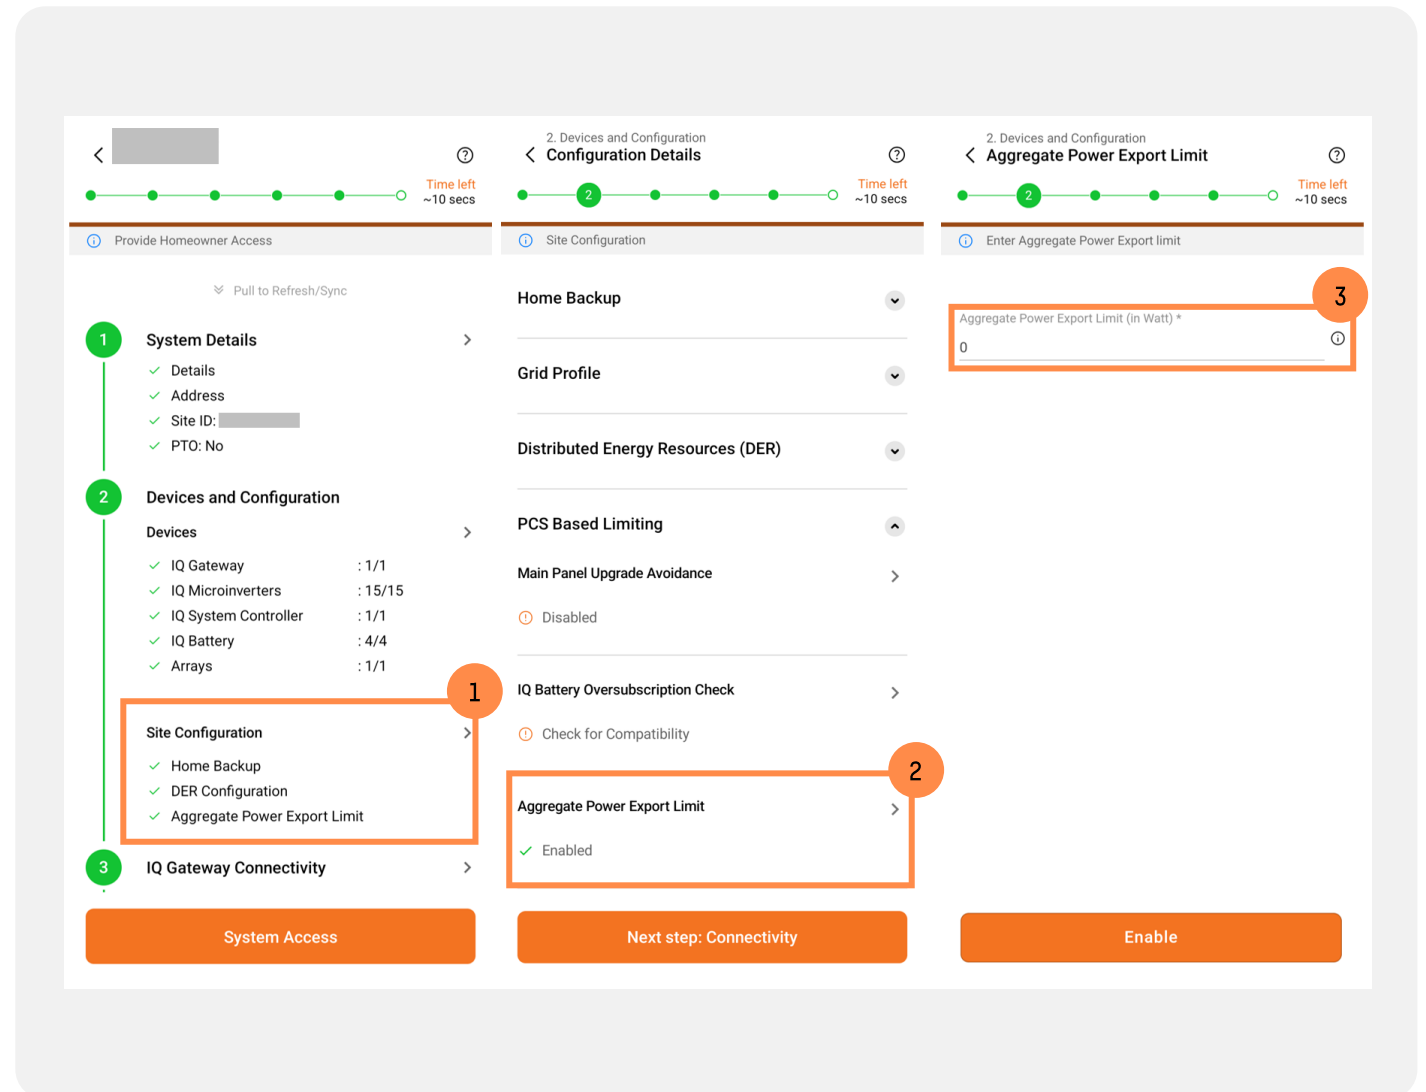 Time left
~10 secs
Provide Homeowner Access
Pull to Refresh/Sync
1
System Details
Details
Address
Site ID:
PTO: No
2
Devices and Configuration
Devices
IQ Gateway : 1/1
IQ Microinverters : 15/15
IQ System Controller : 1/1
IQ Battery : 4/4
Arrays : 1/1
1
Site Configuration
Home Backup
DER Configuration
Aggregate Power Export Limit
3
IQ Gateway Connectivity
System Access
2. Devices and Configuration
Configuration Details
2
Time left
~10 secs
Site Configuration
Home Backup
Grid Profile
Distributed Energy Resources (DER)
PCS Based Limiting
Main Panel Upgrade Avoidance
Disabled
IQ Battery Oversubscription Check
Check for Compatibility
2
Aggregate Power Export Limit
Enabled
Next step: Connectivity
2. Devices and Configuration
Aggregate Power Export Limit
2
Time left
~10 secs
Enter Aggregate Power Export limit
3
Aggregate Power Export Limit (in Watt) *
0
Enable